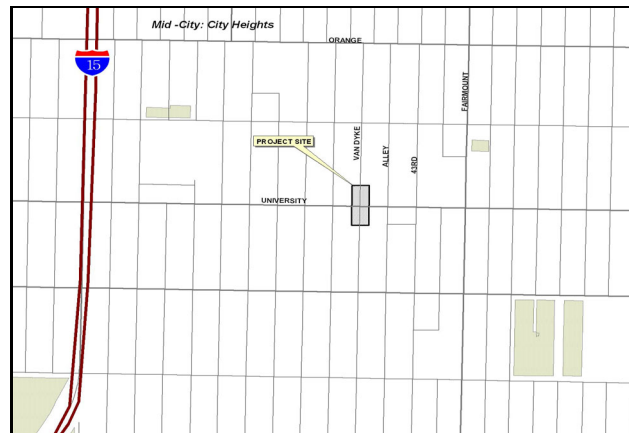 Mid -City: City Heights
ORANGE
15
FAIRMOUNT
PROJECT SITE
VAN DYKE
ALLEY
43RD
UNIVERSITY